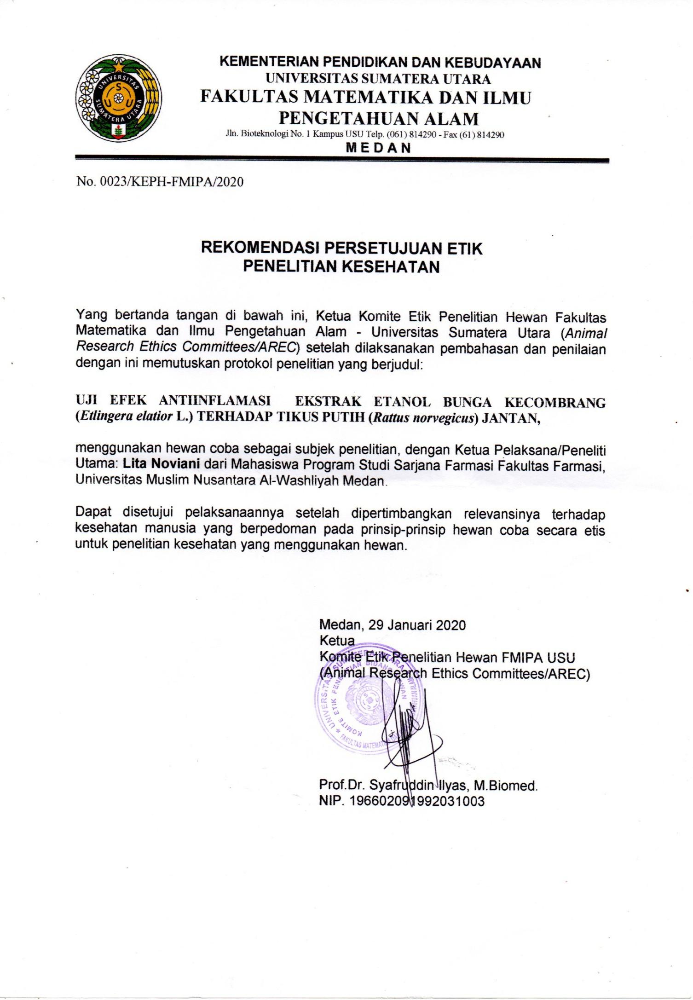 KEMENTERIAN PENDIDIKAN DAN KEBUDAYAAN
UNIVERSITAS SUMATERA UTARA
FAKULTAS MATEMATIKA DAN ILMU
PENGETAHUAN ALAM
Jln. Bioteknologi No. 1 Kampus USU Telp. (061) 814290 - Fax (61) 814290
M E D A N
UNIVERSITAS
SUMATERA UTARA
S
U U
No. 0023/KEPH-FMIPA/2020
REKOMENDASI PERSETUJUAN ETIK
PENELITIAN KESEHATAN
Yang bertanda tangan di bawah ini, Ketua Komite Etik Penelitian Hewan Fakultas
Matematika dan Ilmu Pengetahuan Alam - Universitas Sumatera Utara (Animal
Research Ethics Committees/AREC) setelah dilaksanakan pembahasan dan penilaian
dengan ini memutuskan protokol penelitian yang berjudul:
UJI EFEK ANTIINFLAMASI EKSTRAK ETANOL BUNGA KECOMBRANG
(Etlingera elatior L.) TERHADAP TIKUS PUTIH (Rattus norvegicus) JANTAN,
menggunakan hewan coba sebagai subjek penelitian, dengan Ketua Pelaksana/Peneliti
Utama: Lita Noviani dari Mahasiswa Program Studi Sarjana Farmasi Fakultas Farmasi,
Universitas Muslim Nusantara Al-Washliyah Medan.
Dapat disetujui pelaksanaannya setelah dipertimbangkan relevansinya terhadap
kesehatan manusia yang berpedoman pada prinsip-prinsip hewan coba secara etis
untuk penelitian kesehatan yang menggunakan hewan.
Medan, 29 Januari 2020
Ketua
Komite Etik Penelitian Hewan FMIPA USU
(Animal Research Ethics Committees/AREC)
UNIVERSITAS SUMATERA UTARA
KOMITE ETIK PENELITIAN BIDANG HEWAN
FAKULTAS MATEMATIKA
Prof.Dr. Syafruddin Ilyas, M.Biomed.
NIP. 196602091992031003